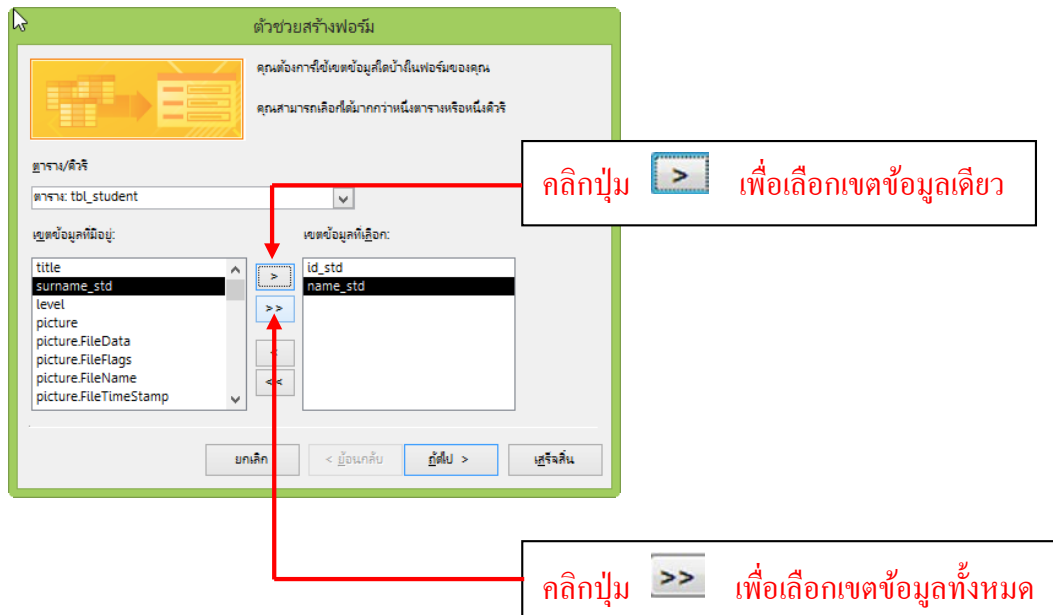 ตัวช่วยสร้างฟอร์ม
คุณต้องการใช้เขตข้อมูลใดบ้างในฟอร์มของคุณ
คุณสามารถเลือกได้มากกว่าหนึ่งตารางหรือหนึ่งคิวรี
ตาราง/คิวรี
ตาราง: tbl_student
เขตข้อมูลที่มีอยู่:
เขตข้อมูลที่เลือก:
title
surname_std
level
picture
picture.FileData
picture.FileFlags
picture.FileName
picture.FileTimeStamp
>
>>
<
<<
id_std
name_std
ยกเลิก
< ย้อนกลับ
ถัดไป >
เสร็จสิ้น
คลิกปุ่ม > เพื่อเลือกเขตข้อมูลเดียว
คลิกปุ่ม >> เพื่อเลือกเขตข้อมูลทั้งหมด